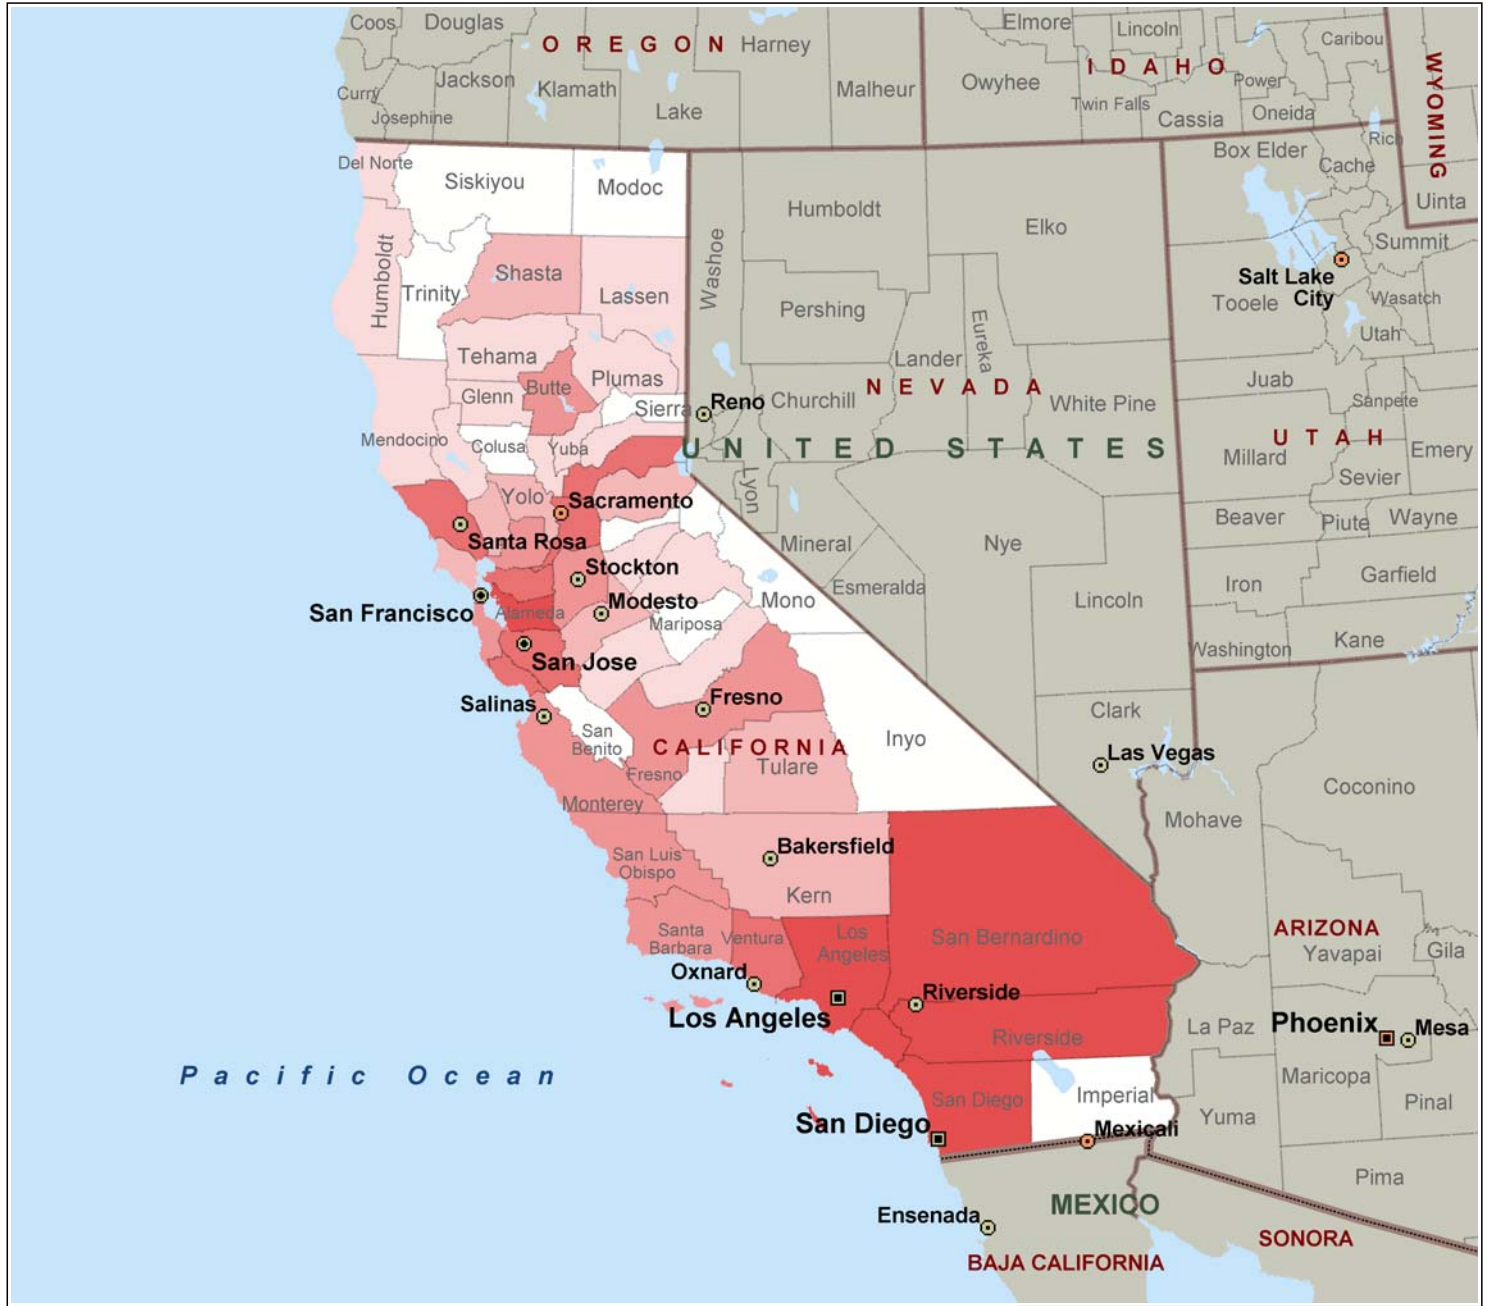 Coos
Douglas
OREGON
Harney
Elmore
Lincoln
Caribou
IDAHO
WYOMING
Curry
Jackson
Klamath
Lake
Malheur
Owyhee
Power
Twin Falls
Cassia
Oneida
Josephine
Rich
Del Norte
Siskiyou
Modoc
Box Elder
Cache
Uinta
Humboldt
Trinity
Shasta
Lassen
Washoe
Humboldt
Elko
Summit
Salt Lake
City
Tooele
Wasatch
Utah
Pershing
Eureka
Lander
Tehama
Butte
Plumas
Glenn
Sierra
Reno
Churchill
NEVADA
White Pine
Juab
Sanpete
Mendocino
Colusa
Yuba
UNITED STATES
UTAH
Millard
Emery
Sevier
Yolo
Sacramento
Lyon
Beaver
Piute
Wayne
Santa Rosa
Mineral
Nye
Stockton
Esmeralda
Iron
Garfield
San Francisco
Alameda
Modesto
Mariposa
Mono
Lincoln
Washington
Kane
San Jose
Salinas
Fresno
Clark
San
Benito
CALIFORNIA
Inyo
Las Vegas
Fresno
Tulare
Coconino
Monterey
Mohave
San Luis
Obispo
Bakersfield
Kern
Santa
Barbara
Ventura
Los
Angeles
San Bernardino
ARIZONA
Yavapai
Gila
Oxnard
Riverside
Los Angeles
Riverside
La Paz
Phoenix
Mesa
Pacific Ocean
San Diego
Imperial
Maricopa
Yuma
Pinal
San Diego
Mexicali
Pima
Ensenada
MEXICO
SONORA
BAJA CALIFORNIA